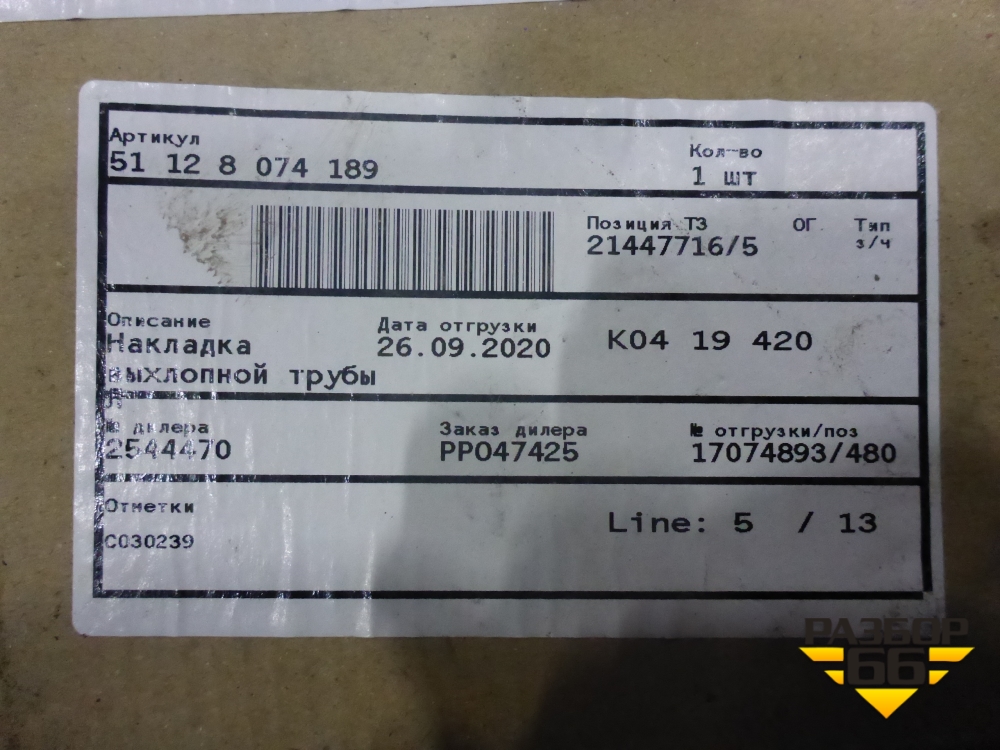 Артикул
51 12 8 074 189
Кол-во
1 шт
Позиция ТЗ
ОГ
Тип
21447716/5
з/ч
Описание
Накладка
выхлопной трубы
Дата отгрузки
26.09.2020
K04 19 420
№ дилера
2544470
Заказ дилера
PP047425
№ отгрузки/поз
17074893/480
Отметки
C030239
Line: 5 / 13
РАЗБОР
66